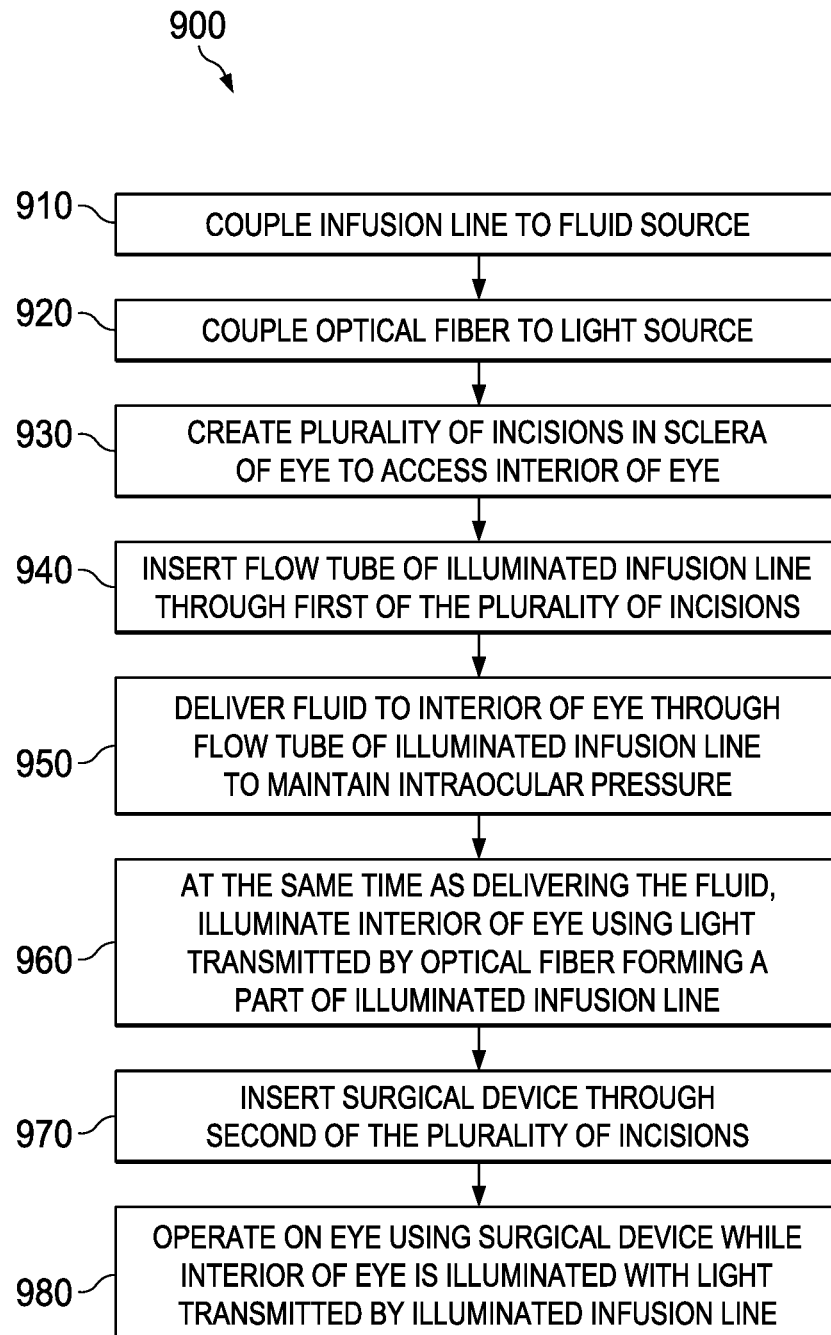 900
910
COUPLE INFUSION LINE TO FLUID SOURCE
920
COUPLE OPTICAL FIBER TO LIGHT SOURCE
930
CREATE PLURALITY OF INCISIONS IN SCLERA
OF EYE TO ACCESS INTERIOR OF EYE
940
INSERT FLOW TUBE OF ILLUMINATED INFUSION LINE
THROUGH FIRST OF THE PLURALITY OF INCISIONS
950
DELIVER FLUID TO INTERIOR OF EYE THROUGH
FLOW TUBE OF ILLUMINATED INFUSION LINE
TO MAINTAIN INTRAOCULAR PRESSURE
960
AT THE SAME TIME AS DELIVERING THE FLUID,
ILLUMINATE INTERIOR OF EYE USING LIGHT
TRANSMITTED BY OPTICAL FIBER FORMING A
PART OF ILLUMINATED INFUSION LINE
970
INSERT SURGICAL DEVICE THROUGH
SECOND OF THE PLURALITY OF INCISIONS
980
OPERATE ON EYE USING SURGICAL DEVICE WHILE
INTERIOR OF EYE IS ILLUMINATED WITH LIGHT
TRANSMITTED BY ILLUMINATED INFUSION LINE